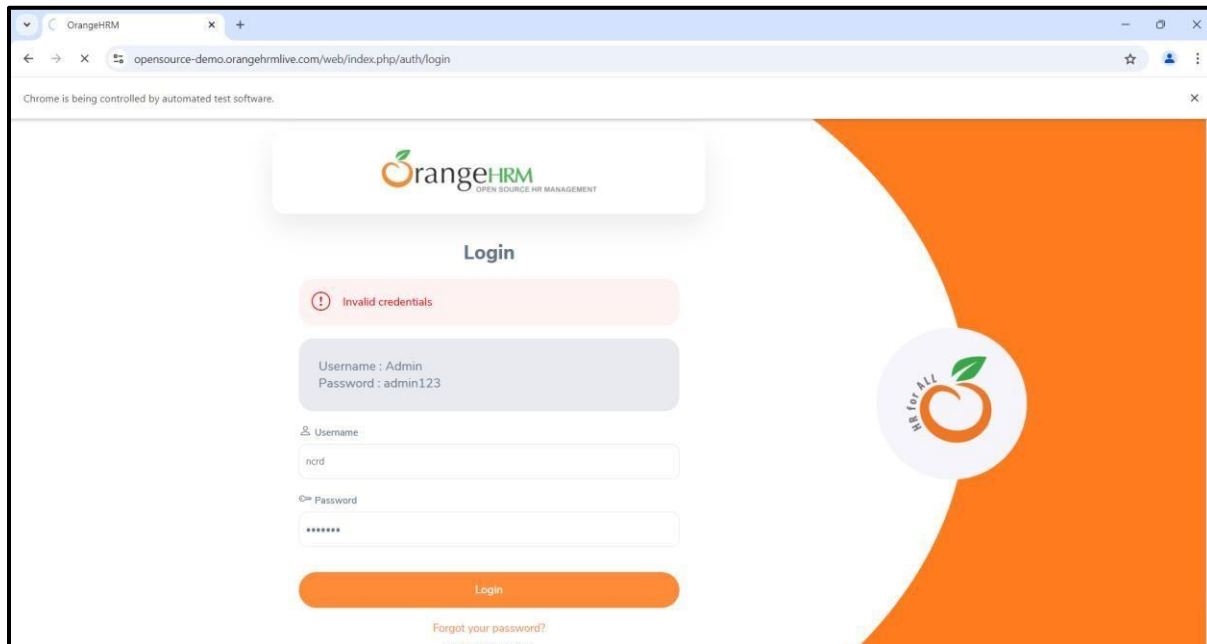 OrangeHRM
opensource-demo.orangehrmlive.com/web/index.php/auth/login
Chrome is being controlled by automated test software.
OrangeHRM
OPEN SOURCE HR MANAGEMENT
Login
Invalid credentials
Username : Admin
Password : admin123
HR for ALL
Username
ncrd
Password
Login
Forgot your password?